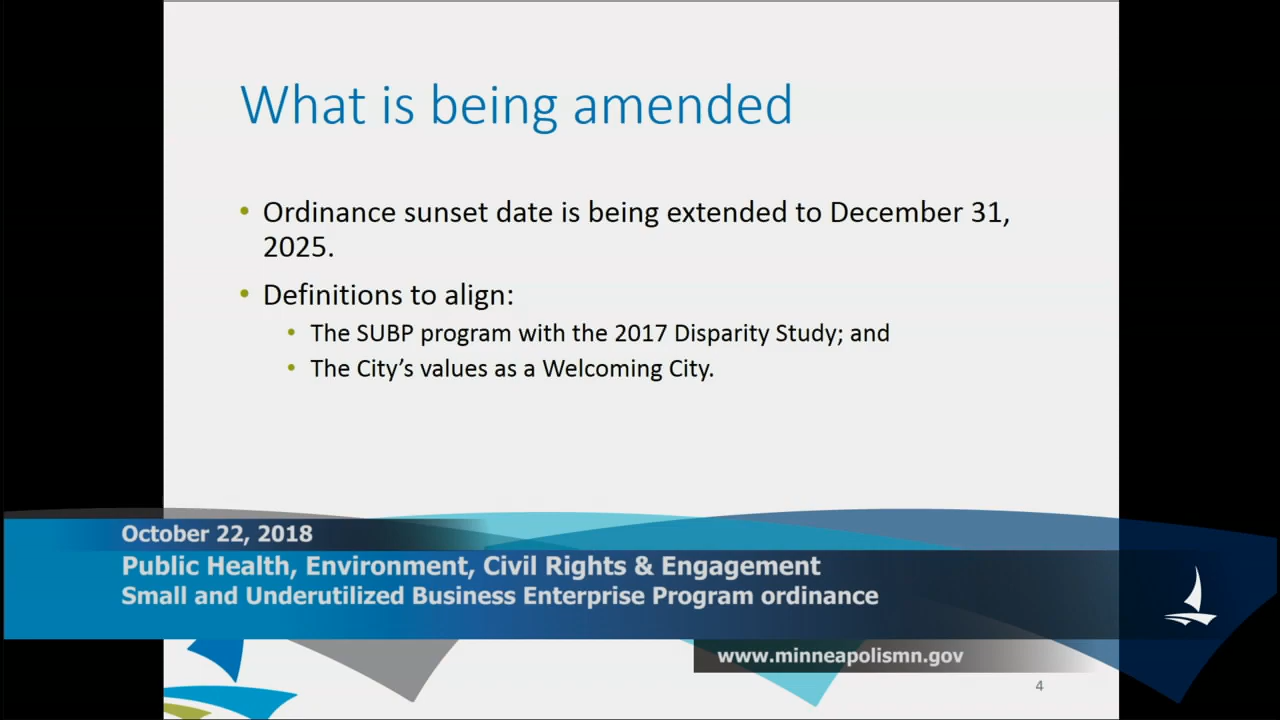 What is being amended
• Ordinance sunset date is being extended to December 31,
2025.
• Definitions to align:
• The SUBP program with the 2017 Disparity Study; and
• The City’s values as a Welcoming City.
October 22, 2018
Public Health, Environment, Civil Rights & Engagement
Small and Underutilized Business Enterprise Program ordinance
www.minneapolismn.gov
4